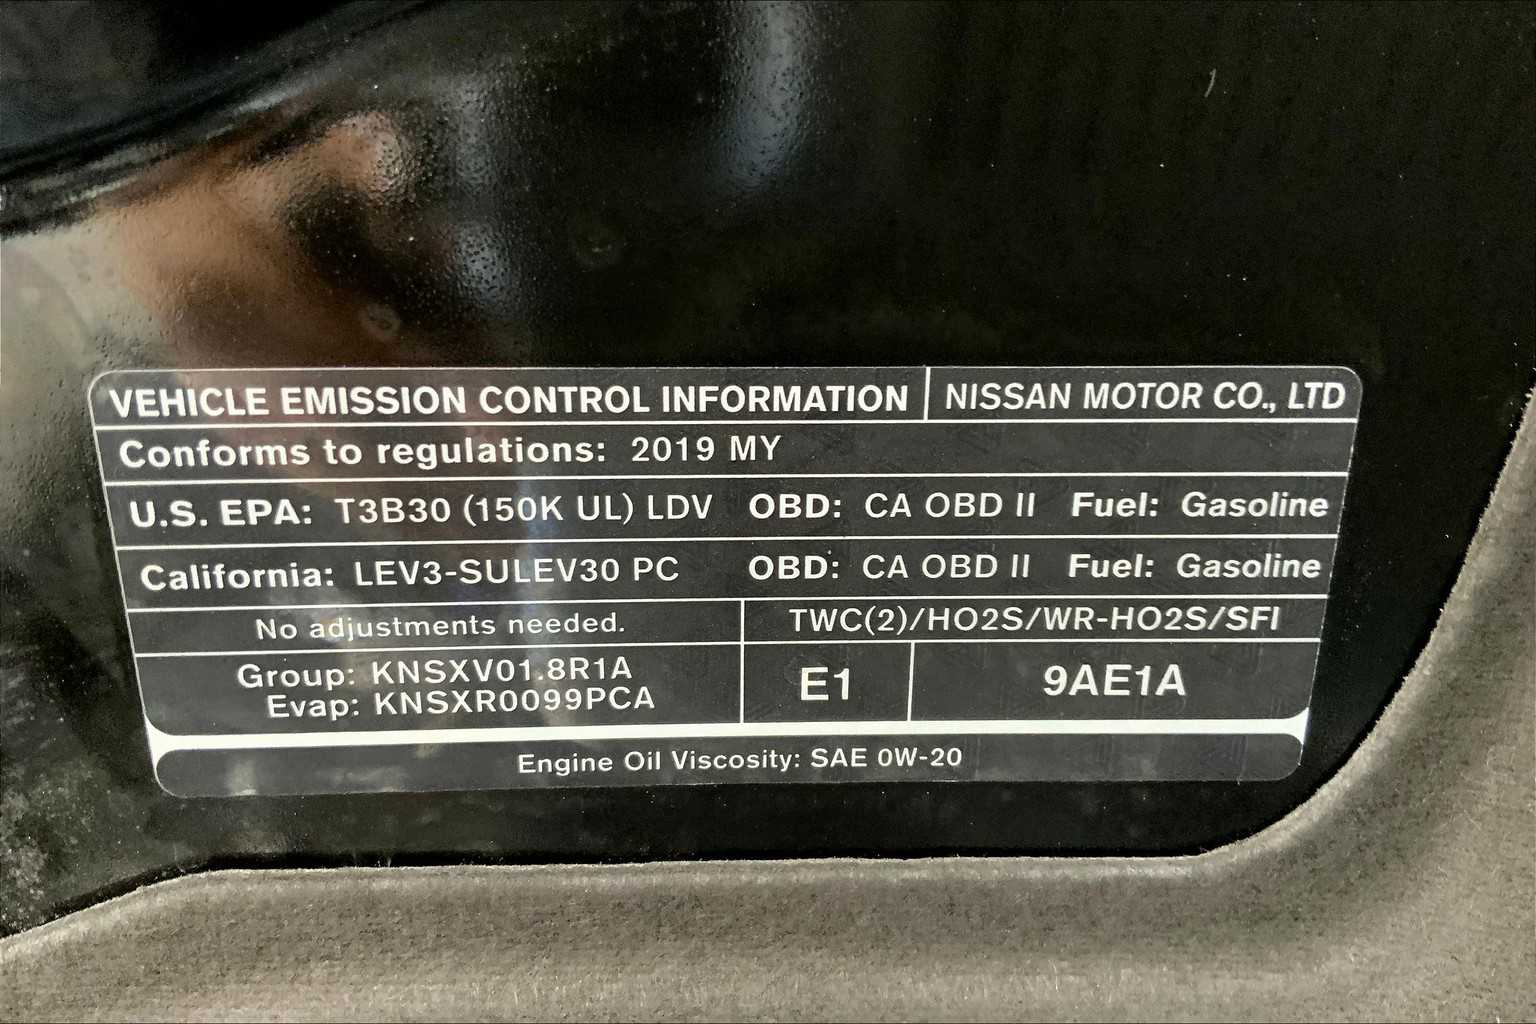 VEHICLE EMISSION CONTROL INFORMATION NISSAN MOTOR CO., LTD
Conforms to regulations: 2019 MY
U.S. EPA: T3B30 (150K UL) LDV OBD: CA OBD II Fuel: Gasoline
California: LEV3-SULEV30 PC OBD: CA OBD II Fuel: Gasoline
No adjustments needed. TWC(2)/HO2S/WR-HO2S/SFI
Group: KNSXV01.8R1A
Evap: KNSXR0099PCA
E1 9AE1A
Engine Oil Viscosity: SAE 0W-20